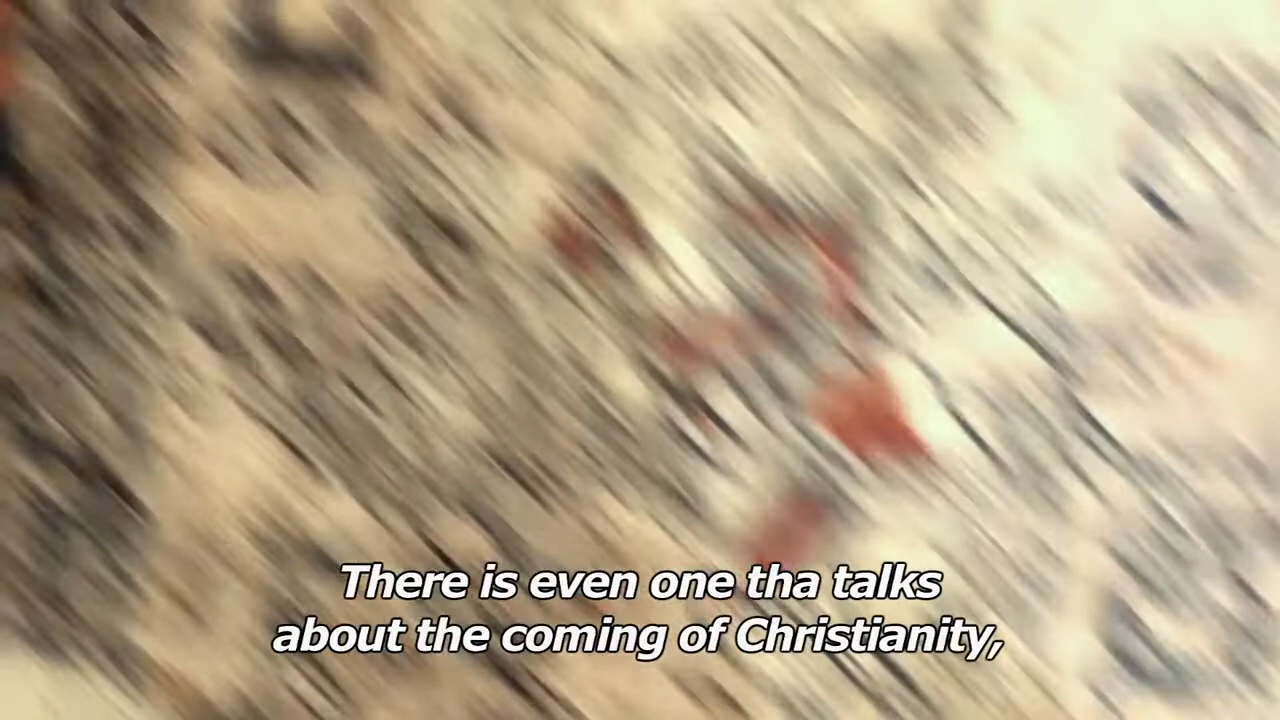 There is even one tha talks
about the coming of Christianity,